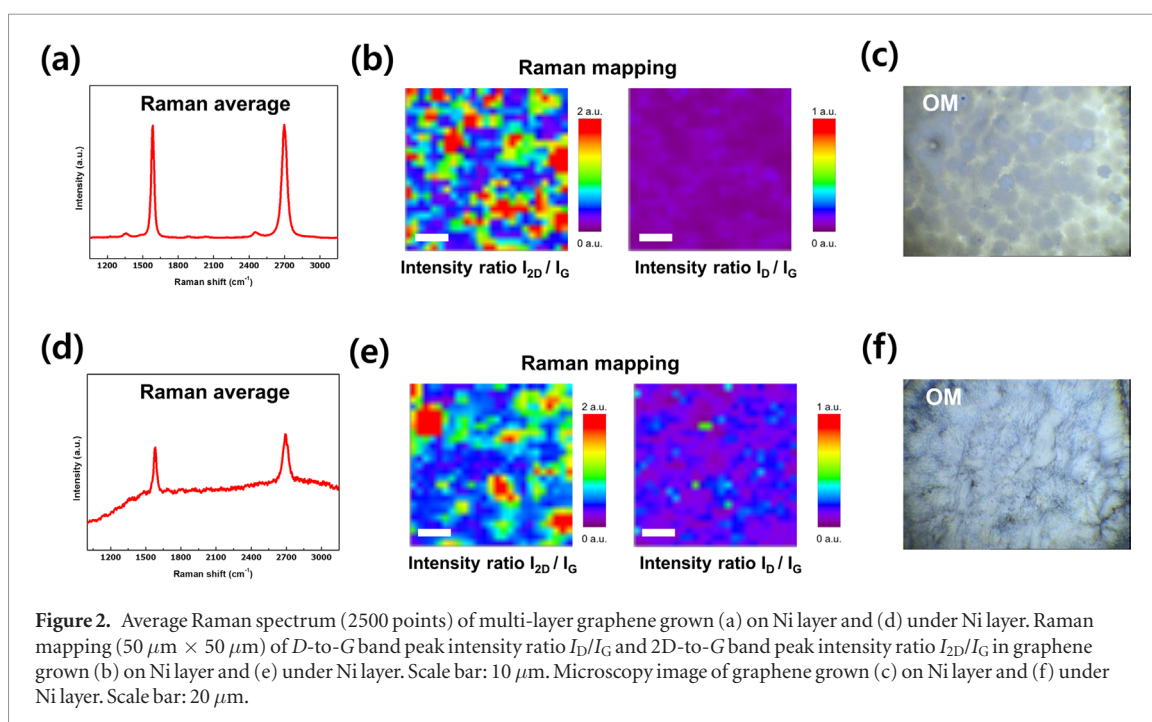 (a)
Raman average
Intensity (a.u.)
1200 1500 1800 2100 2400 2700 3000
Raman shift (cm⁻¹)
(b)
Raman mapping
2 a.u.
0 a.u.
Intensity ratio I₂D / IG
1 a.u.
0 a.u.
Intensity ratio ID / IG
(c)
OM
(d)
Raman average
Intensity (a.u.)
1200 1500 1800 2100 2400 2700 3000
Raman shift (cm⁻¹)
(e)
Raman mapping
2 a.u.
0 a.u.
Intensity ratio I₂D / IG
1 a.u.
0 a.u.
Intensity ratio ID / IG
(f)
OM
Figure 2. Average Raman spectrum (2500 points) of multi-layer graphene grown (a) on Ni layer and (d) under Ni layer. Raman
mapping (50 μm × 50 μm) of D-to-G band peak intensity ratio ID/IG and 2D-to-G band peak intensity ratio I2D/IG in graphene
grown (b) on Ni layer and (e) under Ni layer. Scale bar: 10 μm. Microscopy image of graphene grown (c) on Ni layer and (f) under
Ni layer. Scale bar: 20 μm.